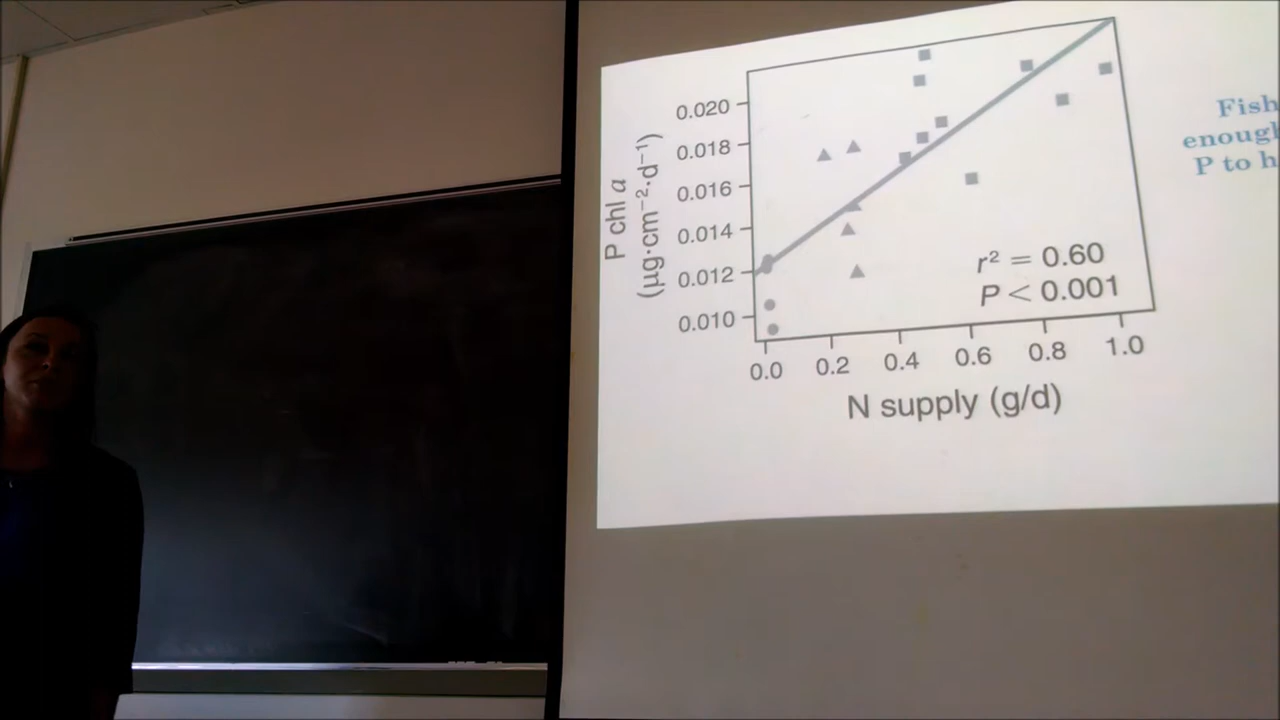 P chl a
(µg·cm⁻²·d⁻¹)
0.020
0.018
0.016
0.014
0.012
0.010
r² = 0.60
P < 0.001
0.0 0.2 0.4 0.6 0.8 1.0
N supply (g/d)
Fish
enoug
P to h